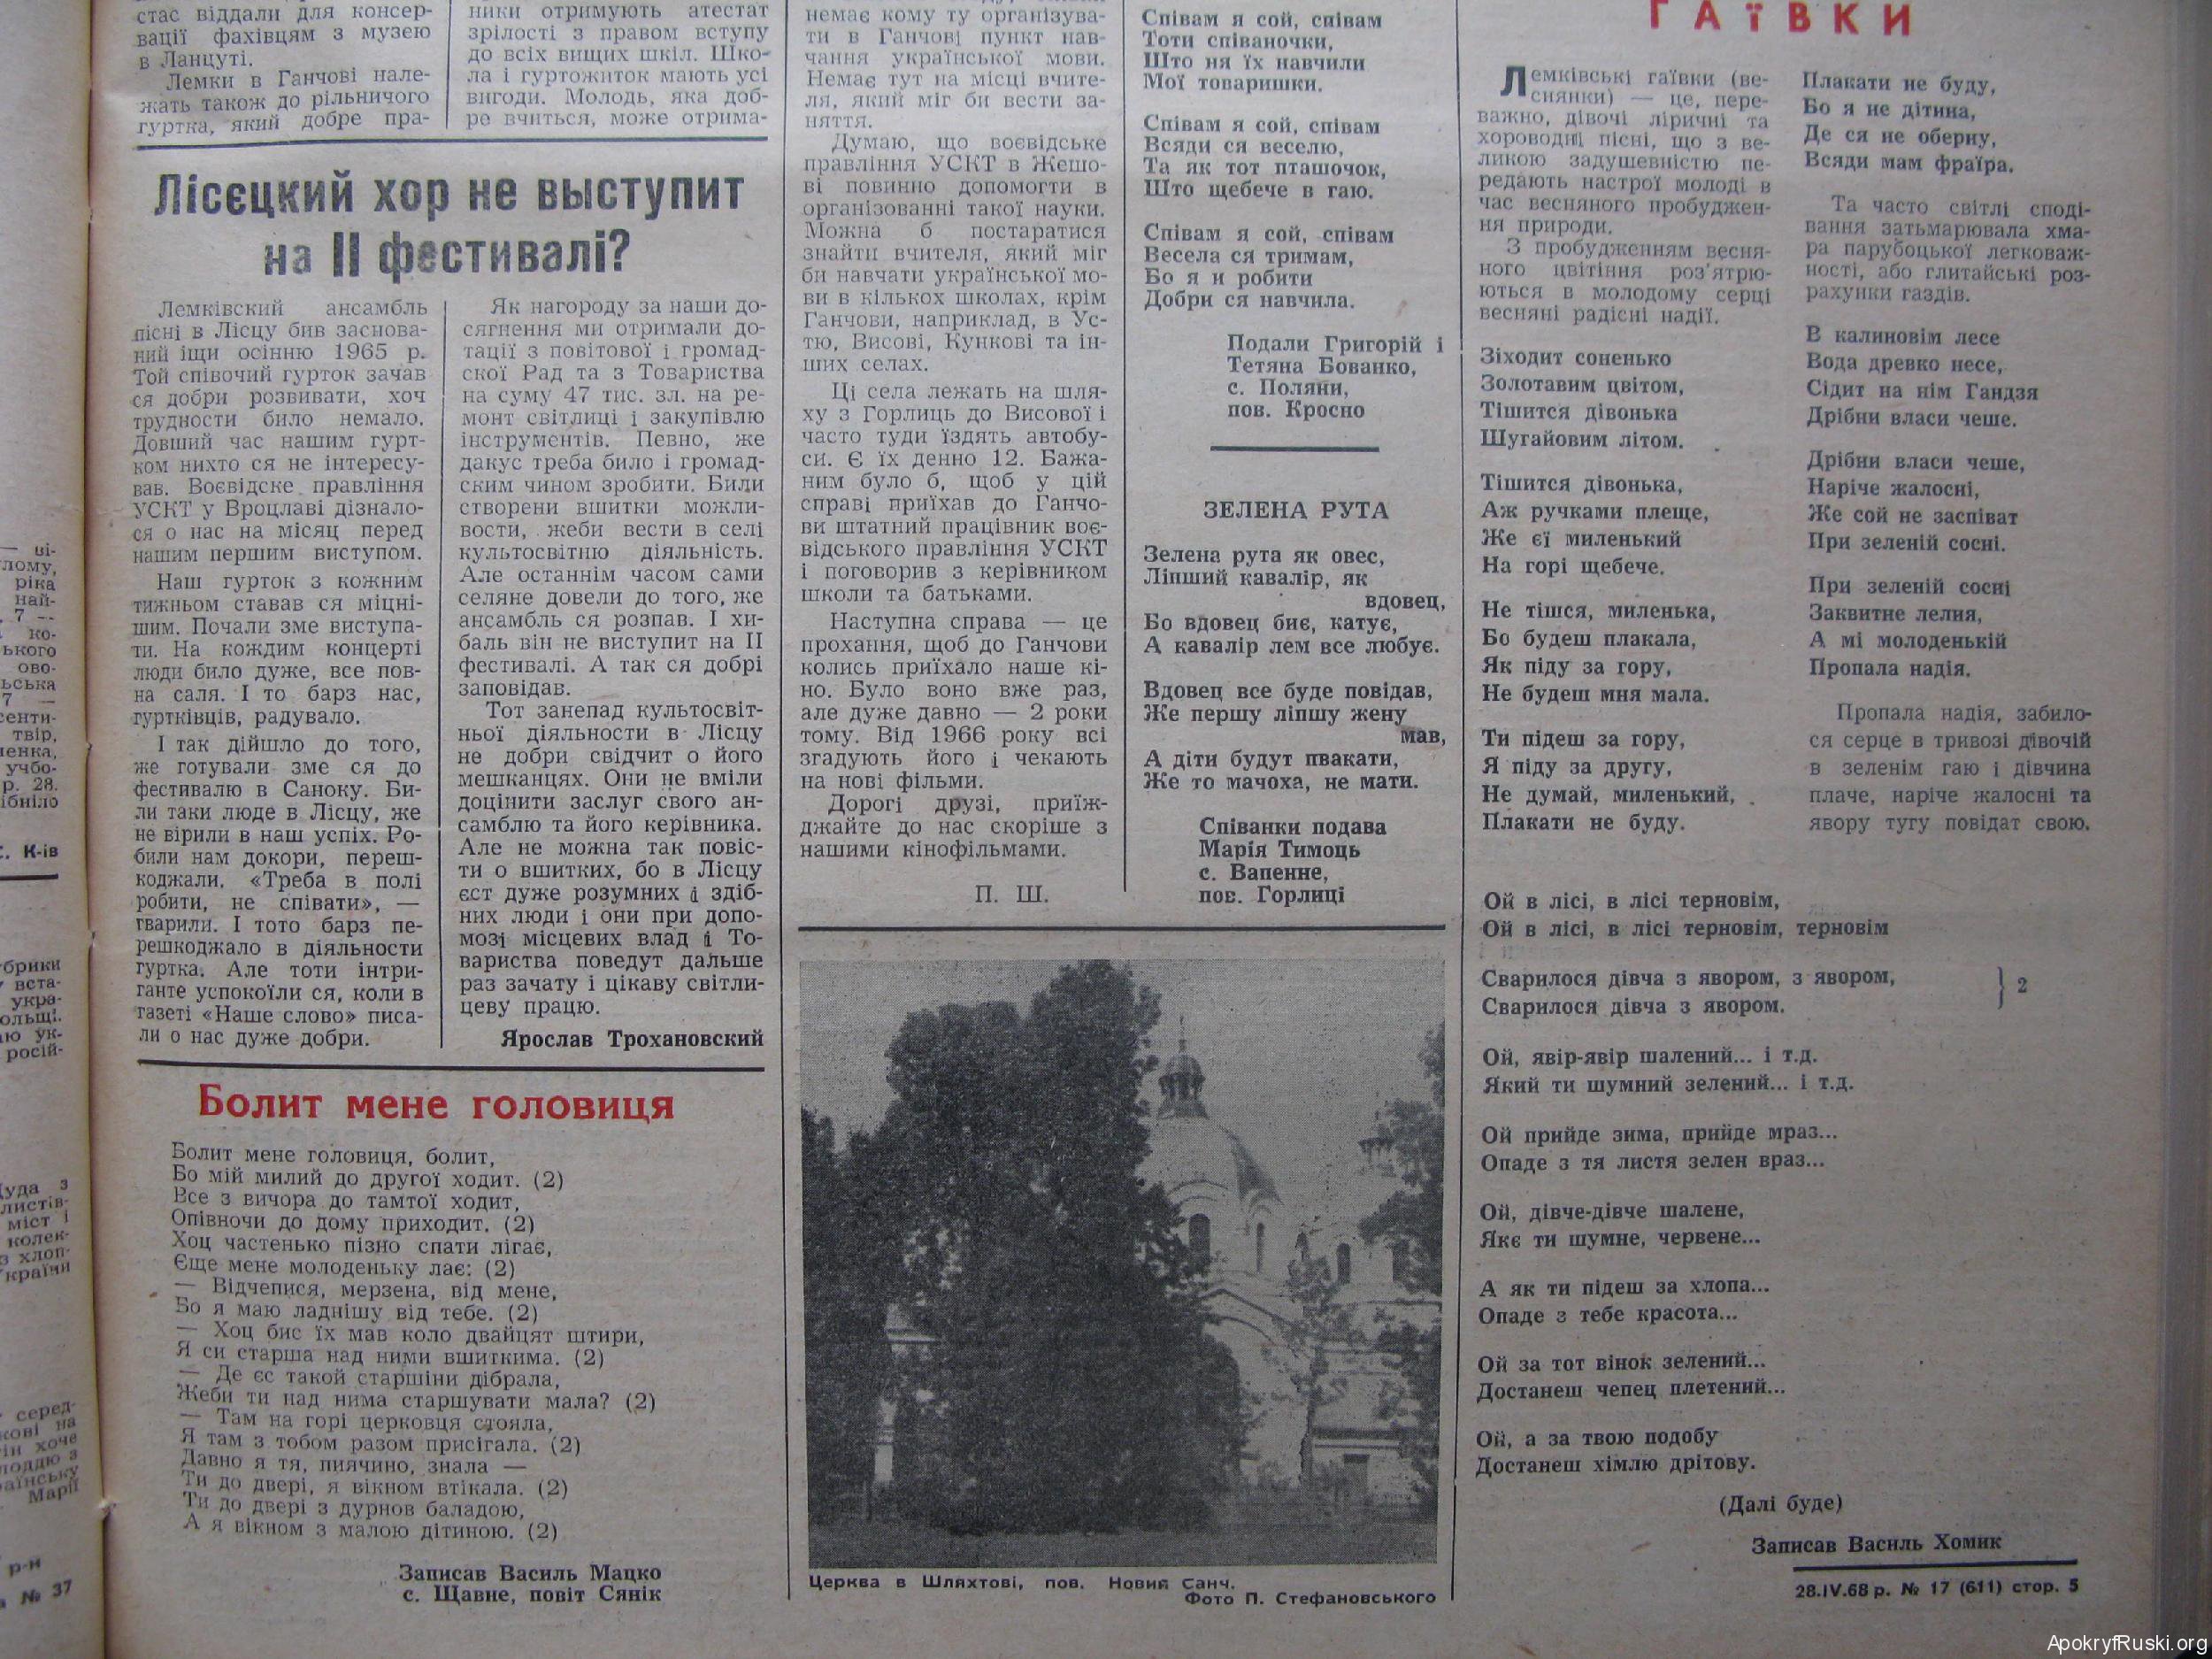 стас віддали для консер-
вації фахівцям з музею
в Ланцуті.
Лемки в Ганчові нале-
жать також до рільничого
гуртка, який добре пра-
ники отримують атестат
зрілості з правом вступу
до всіх вищих шкіл. Шко-
ла і гуртожиток мають усі
вигоди. Молодь, яка доб-
ре вчиться, може отрима-
Лісєцкий хор не выступит
на II фестивалі?
Лемківский ансамбль
пісні в Лісцу бив заснова-
ний іщи осінню 1965 р.
Той співочий гурток зачав
ся добри розвивати, хоч
трудности било немало.
Довший час нашим гурт-
ком нихто ся не інтересу-
вав. Воєвідске правління
УСКТ у Вроцлаві дізнало-
ся о нас на місяц перед
нашим першим виступом.
Наш гурток з кожним
тижньом ставав ся міцні-
шим. Почали зме виступа-
ти. На кождим концерті
люди било дуже, все пов-
на саля. І то барз нас,
гуртківців, радувало.
І так дійшло до того,
же готували зме ся до
фестивалю в Саноку. Би-
ли таки люде в Лісцу, же
не вірили в наш успіх. Ро-
били нам докори, переш-
коджали. «Треба в полі
робити, не співати», —
гварили. І тото барз пе-
решкоджало в діяльности
гуртка. Але тоти інтри-
ганте успокоїли ся, коли в
газеті «Наше слово» писа-
ли о нас дуже добри.
Як нагороду за наши до-
сягнення ми отримали до-
тації з повітової і громад-
скої Рад та з Товариства
на суму 47 тис. зл. на ре-
монт світлиці і закупівлю
інструментів. Певно, же
дакус треба било і громад-
ским чином зробити. Били
створени вшитки можли-
вости, жеби вести в селі
культосвітню діяльність.
Але останнім часом сами
селяне довели до того, же
ансамбль ся розпав. І хи-
баль він не виступит на II
фестивалі. А так ся добрі
заповідав.
Тот занепад культосвіт-
ньої діяльности в Лісцу
не добри свідчит о його
мешканцях. Они не вміли
доцінити заслуг свого ан-
самблю та його керівника.
Але не можна так повіс-
ти о вшитких, бо в Лісцу
єст дуже розумних і здіб-
них люди і они при допо-
мозі місцевих влад і То-
вариства поведут дальше
раз зачату і цікаву світли-
цеву працю.
Ярослав Трохановский
Болит мене головиця
Болит мене головиця, болит,
Бо мій милий до другої ходит. (2)
Все з вичора до тамтої ходит,
Опівночи до дому приходит. (2)
Хоц частенько пізно спати лігає,
Єще мене молоденьку лає: (2)
— Відчепися, мерзена, від мене,
Бо я маю ладнішу від тебе. (2)
— Хоц бис їх мав коло двайцят штири,
Я си старша над ними вшиткима. (2)
— Де єс такой старшіни дібрала,
Жеби ти над нима старшувати мала? (2)
— Там на горі церковця стояла,
Я там з тобом разом присігала. (2)
Давно я тя, пиячино, знала —
Ти до двері, я вікном втікала. (2)
Ти до двері з дурнов баладою,
А я вікном з малою дітиною. (2)
Записав Василь Мацко
с. Щавне, повіт Сянік
немає кому ту організува-
ти в Ганчові пункт нав-
чання української мови.
Немає тут на місці вчите-
ля, який міг би вести за-
няття.
Думаю, що воєвідське
правління УСКТ в Жешо-
ві повинно допомогти в
організованні такої науки.
Можна б постаратися
знайти вчителя, який міг
би навчати української мо-
ви в кількох школах, крім
Ганчови, наприклад, в Ус-
тю, Висові, Кункові та ін-
ших селах.
Ці села лежать на шля-
ху з Горлиць до Висової і
часто туди їздять автобу-
си. Є їх денно 12. Бажа-
ним було б, щоб у цій
справі приїхав до Ганчо-
ви штатний працівник воє-
відського правління УСКТ
і поговорив з керівником
школи та батьками.
Наступна справа — це
прохання, щоб до Ганчови
колись приїхало наше кі-
но. Було воно вже раз,
але дуже давно — 2 роки
тому. Від 1966 року всі
згадують його і чекають
на нові фільми.
Дорогі друзі, приїж-
джайте до нас скоріше з
нашими кінофільмами.
П. Ш.
Співам я сой, співам
Тоти співаночки,
Што ня їх навчили
Мої товаришки.
Співам я сой, співам
Всяди ся веселю,
Та як тот пташочок,
Што щебече в гаю.
Співам я сой, співам
Весела ся тримам,
Бо я и робити
Добри ся навчила.
Подали Григорій і
Тетяна Бованко,
с. Поляни,
пов. Кросно
ЗЕЛЕНА РУТА
Зелена рута як овес,
Ліпший кавалір, як
вдовец,
Бо вдовец биє, катує,
А кавалір лем все любує.
Вдовец все буде повідав,
Же першу ліпшу жену
мав,
А діти будут пвакати,
Же то мачоха, не мати.
Співанки подава
Марія Тимоць
с. Вапенне,
пов. Горлиці
Церква в Шляхтові, пов. Новий Санч.
Фото П. Стефановського
ГАЇВКИ
Лемківські гаївки (ве-
снянки) — це, пере-
важно, дівочі ліричні та
хороводні пісні, що з ве-
ликою задушевністю пе-
редають настрої молоді в
час весняного пробуджен-
ня природи.
З пробудженням весня-
ного цвітіння роз'ятрю-
ються в молодому серці
весняні радісні надії.
Зіходит соненько
Золотавим цвітом,
Тішится дівонька
Шугайовим літом.
Тішится дівонька,
Аж ручками плеще,
Же єї миленький
На горі щебече.
Не тішся, миленька,
Бо будеш плакала,
Як піду за гору,
Не будеш мня мала.
Ти підеш за гору,
Я піду за другу,
Не думай, миленький,
Плакати не буду.
Плакати не буду,
Бо я не дітина,
Де ся не оберну,
Всяди мам фраїра.
Та часто світлі споді-
вання затьмарювала хма-
ра парубоцької легковаж-
ності, або глитайські роз-
рахунки газдів.
В калиновім лесе
Вода древко несе,
Сідит на нім Гандзя
Дрібни власи чеше.
Дрібни власи чеше,
Наріче жалосні,
Же сой не заспіват
При зеленій сосні.
При зеленій сосні
Заквитне лелия,
А мі молоденькій
Пропала надія.
Пропала надія, забило-
ся серце в тривозі дівочій
в зеленім гаю і дівчина
плаче, наріче жалосні та
явору тугу повідат свою.
Ой в лісі, в лісі терновім,
Ой в лісі, в лісі терновім, терновім
Сварилося дівча з явором, з явором,
Сварилося дівча з явором.
} 2
Ой, явір-явір шалений... і т.д.
Який ти шумний зелений... і т.д.
Ой прийде зима, прийде мраз...
Опаде з тя листя зелен враз...
Ой, дівче-дівче шалене,
Якє ти шумне, червене...
А як ти підеш за хлопа...
Опаде з тебе красота...
Ой за тот вінок зелений...
Достанеш чепец плетений...
Ой, а за твою подобу
Достанеш хімлю дрітову.
(Далі буде)
Записав Василь Хомик
28.IV.68 р. № 17 (611) стор. 5
ApokryfRuski.org